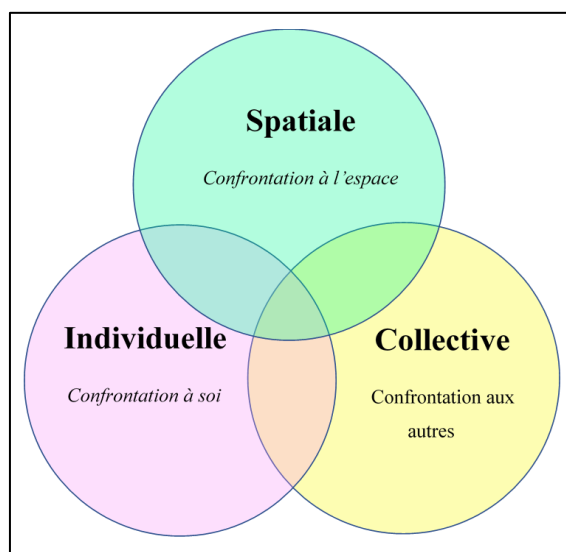 Spatiale
Confrontation à l’espace
Individuelle
Confrontation à soi
Collective
Confrontation aux
autres